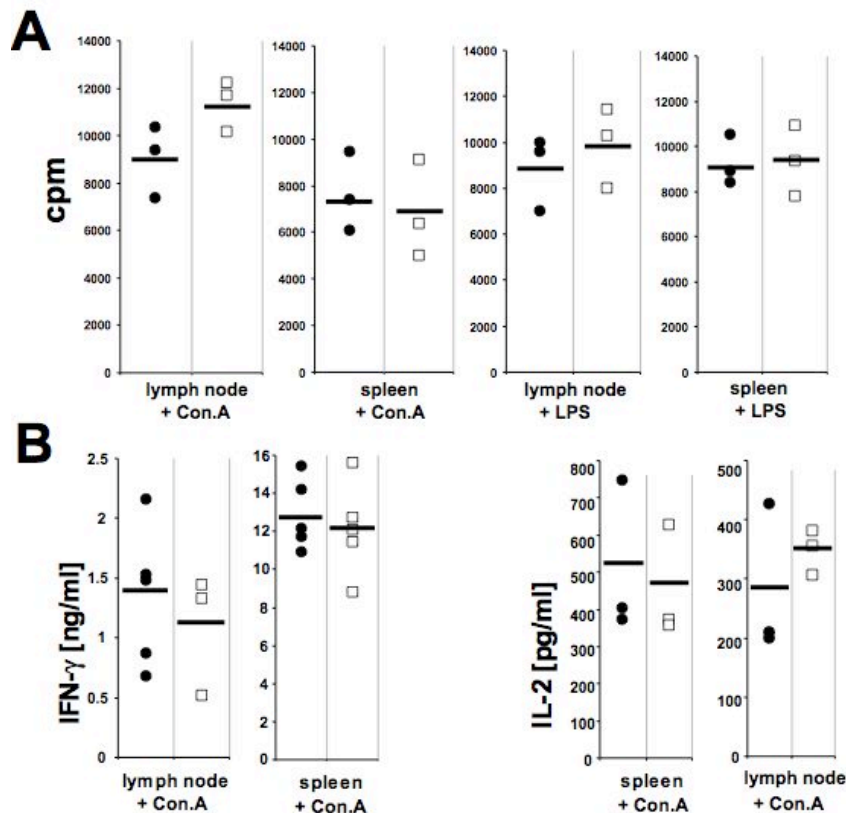 A
cpm
14000
12000
10000
8000
6000
4000
2000
0
lymph node
+ Con.A
14000
12000
10000
8000
6000
4000
2000
0
spleen
+ Con.A
14000
12000
10000
8000
6000
4000
2000
0
lymph node
+ LPS
14000
12000
10000
8000
6000
4000
2000
0
spleen
+ LPS
B
IFN-γ [ng/ml]
2.5
2
1.5
1
0.5
0
lymph node
+ Con.A
16
14
12
10
8
6
4
2
0
spleen
+ Con.A
IL-2 [pg/ml]
800
700
600
500
400
300
200
100
0
spleen
+ Con.A
500
400
300
200
100
0
lymph node
+ Con.A